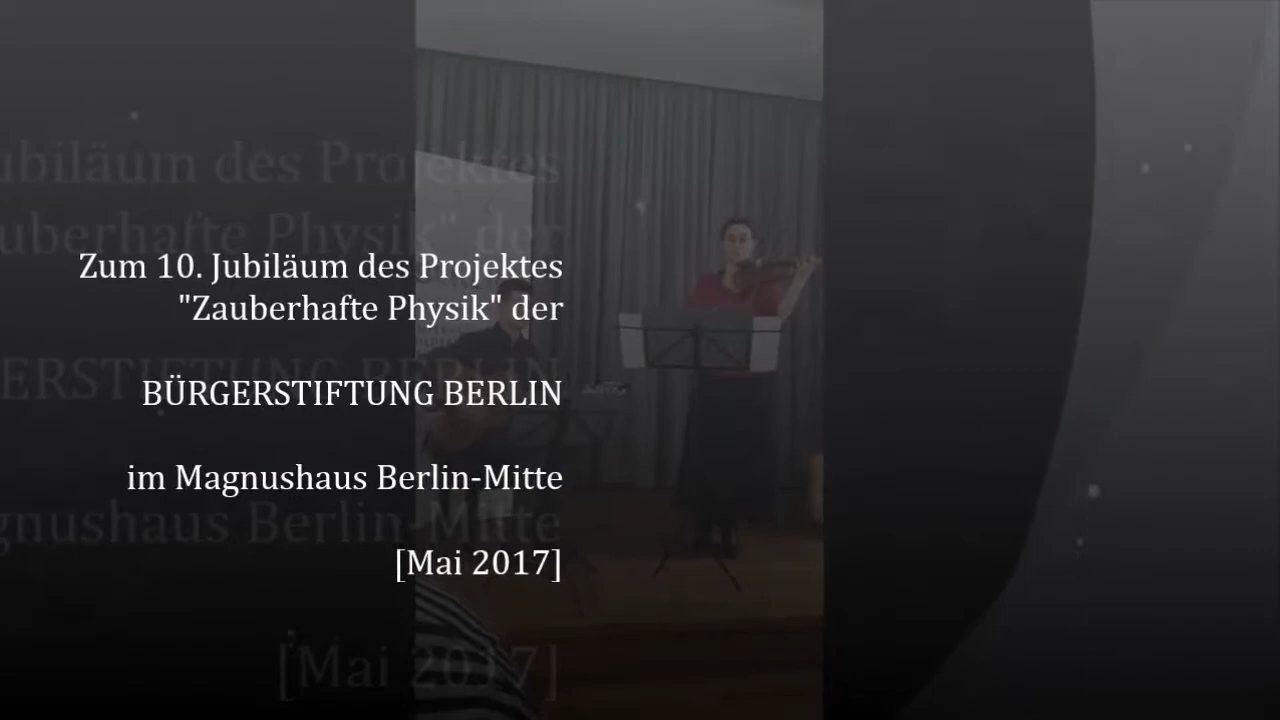 Zum 10. Jubiläum des Projektes
"Zauberhafte Physik" der
BÜRGERSTIFTUNG BERLIN
im Magnushaus Berlin-Mitte
[Mai 2017]